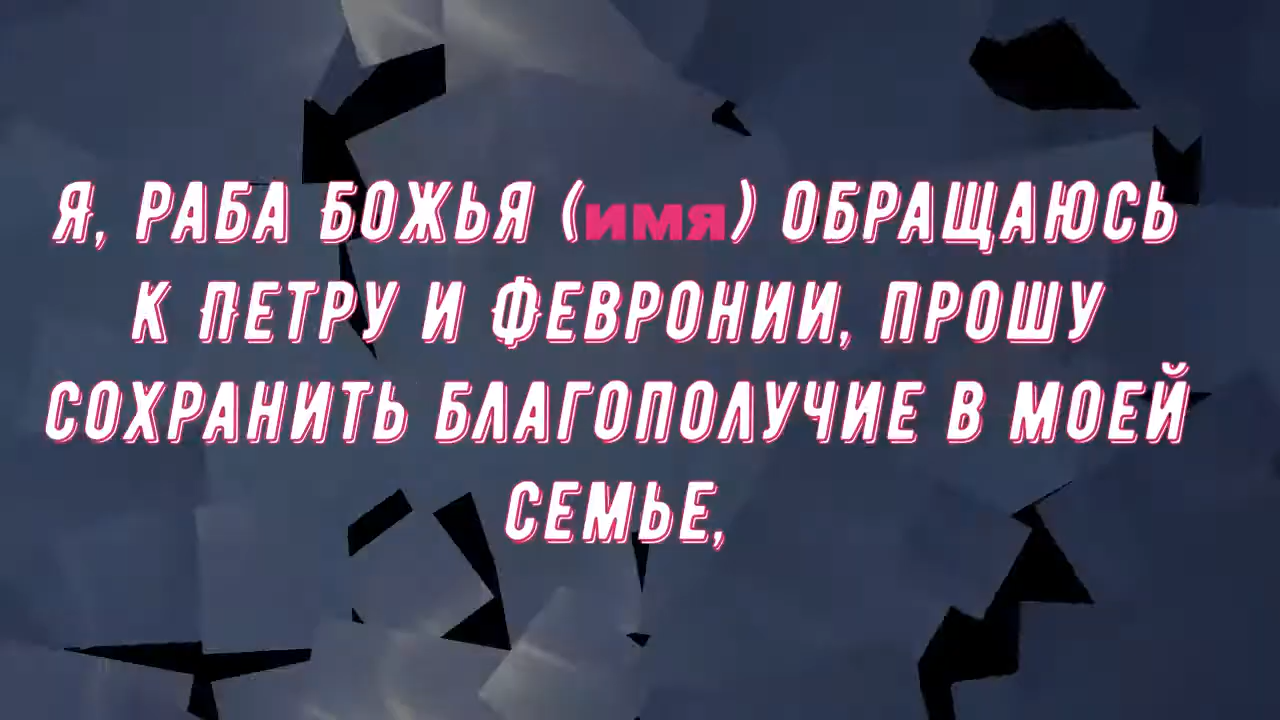 Я, РАБА БОЖЬЯ (ИМЯ) ОБРАЩАЮСЬ
К ПЕТРУ И ФЕВРОНИИ, ПРОШУ
СОХРАНИТЬ БЛАГОПОЛУЧИЕ В МОЕЙ
СЕМЬЕ,